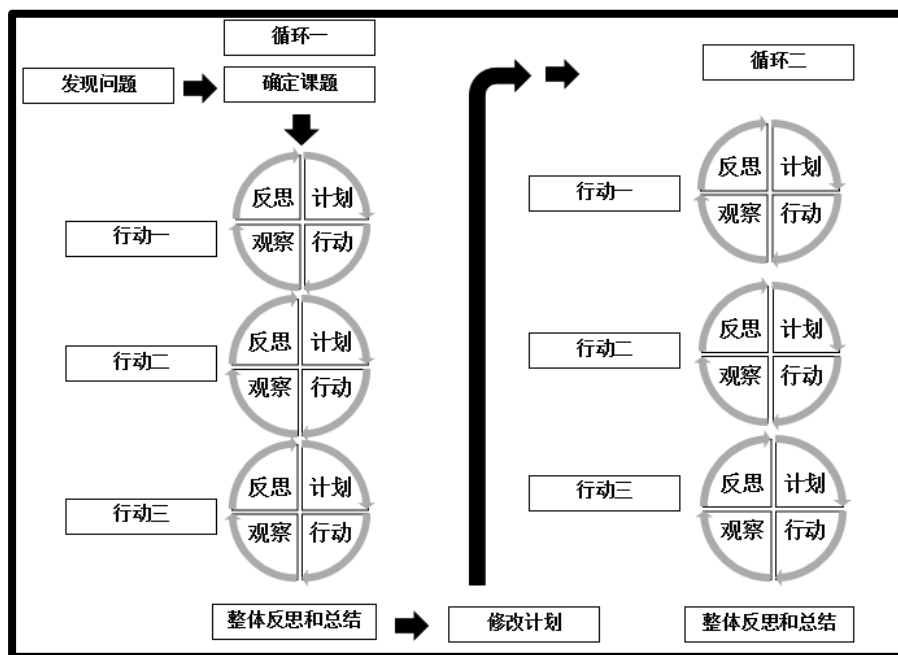 循环一
发现问题
确定课题
反思 计划
行动一
观察 行动
反思 计划
行动二
观察 行动
反思 计划
行动三
观察 行动
整体反思和总结
修改计划
循环二
反思 计划
行动一
观察 行动
反思 计划
行动二
观察 行动
反思 计划
行动三
观察 行动
整体反思和总结